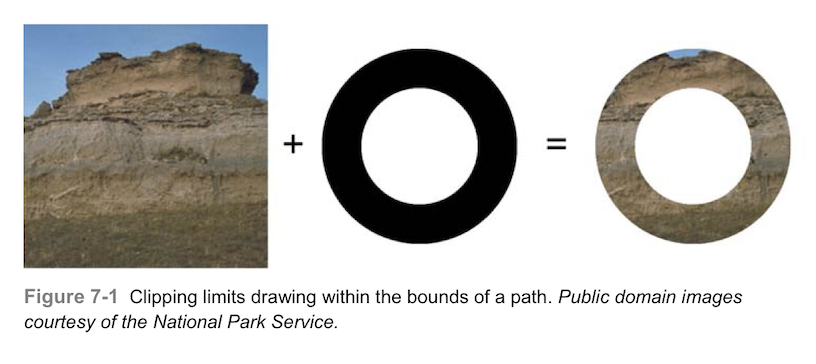 + =
Figure 7-1 Clipping limits drawing within the bounds of a path. Public domain images
courtesy of the National Park Service.